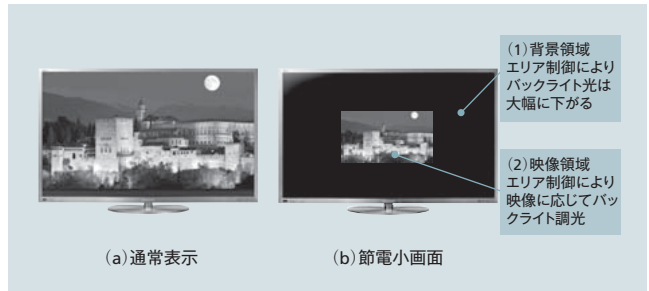 (1)背景領域
エリア制御により
バックライト光は
大幅に下がる
(2)映像領域
エリア制御により
映像に応じてバッ
クライト調光
(a)通常表示
(b)節電小画面